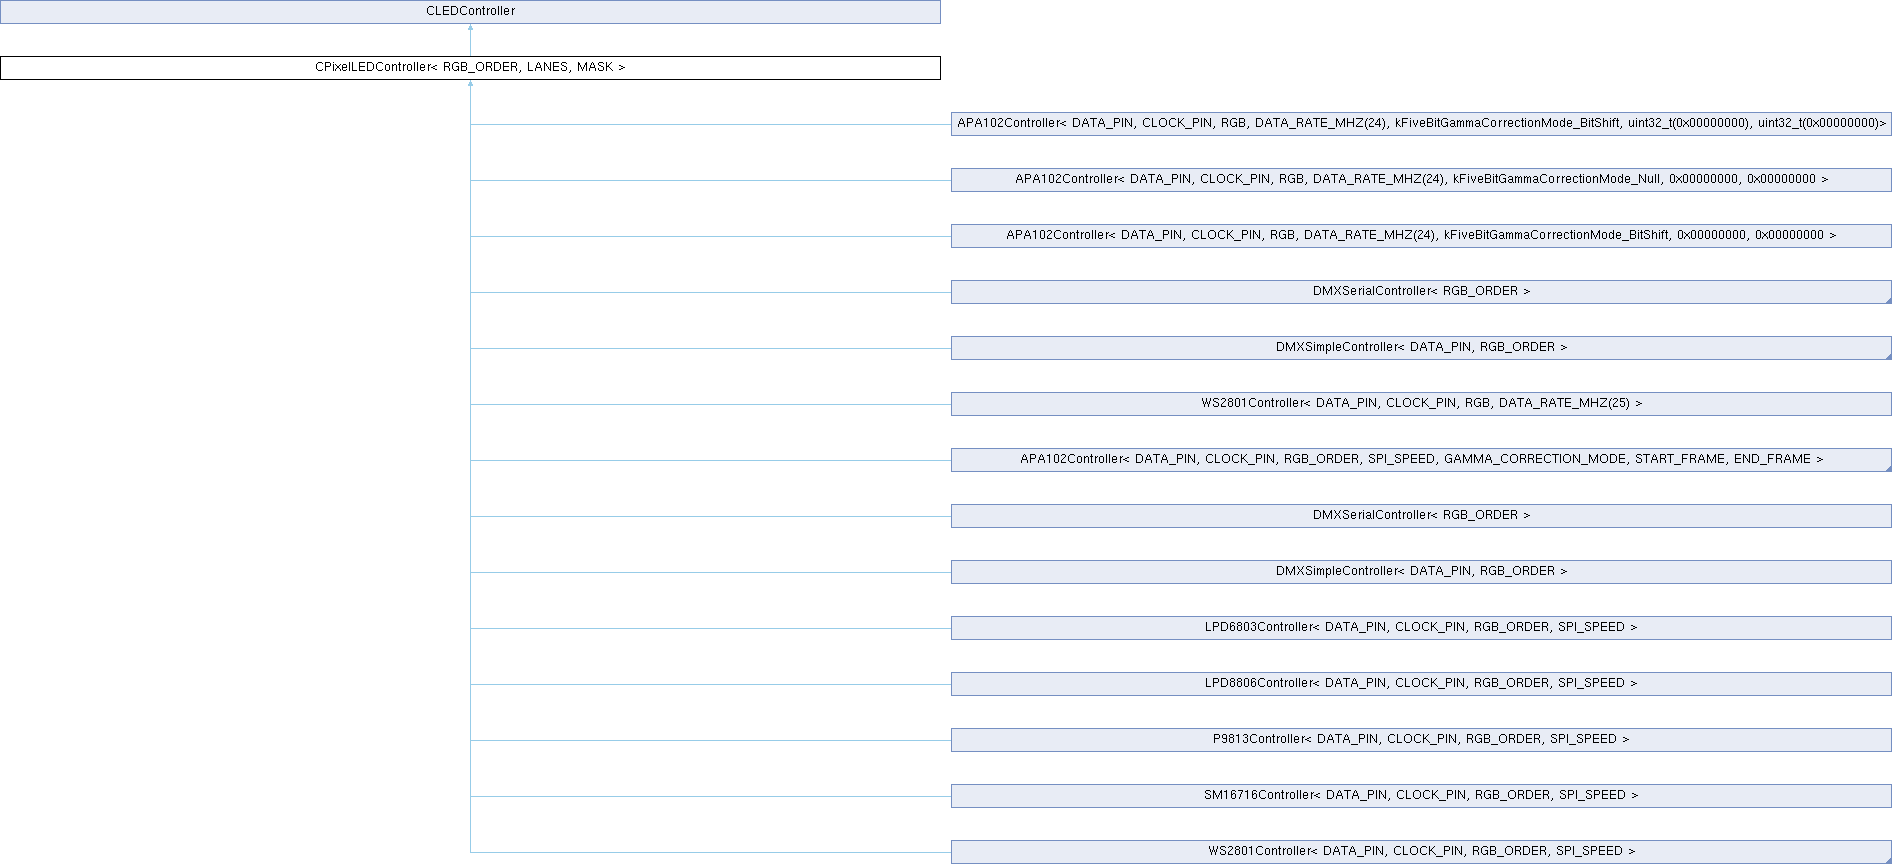 CLEDController
CPixelLEDController< RGB_ORDER, LANES, MASK >
APA102Controller< DATA_PIN, CLOCK_PIN, RGB, DATA_RATE_MHZ(24), kFiveBitGammaCorrectionMode_BitShift, uint32_t(0x00000000), uint32_t(0x00000000)>
APA102Controller< DATA_PIN, CLOCK_PIN, RGB, DATA_RATE_MHZ(24), kFiveBitGammaCorrectionMode_Null, 0x00000000, 0x00000000 >
APA102Controller< DATA_PIN, CLOCK_PIN, RGB, DATA_RATE_MHZ(24), kFiveBitGammaCorrectionMode_BitShift, 0x00000000, 0x00000000 >
DMXSerialController< RGB_ORDER >
DMXSimpleController< DATA_PIN, RGB_ORDER >
WS2801Controller< DATA_PIN, CLOCK_PIN, RGB, DATA_RATE_MHZ(25) >
APA102Controller< DATA_PIN, CLOCK_PIN, RGB_ORDER, SPI_SPEED, GAMMA_CORRECTION_MODE, START_FRAME, END_FRAME >
DMXSerialController< RGB_ORDER >
DMXSimpleController< DATA_PIN, RGB_ORDER >
LPD6803Controller< DATA_PIN, CLOCK_PIN, RGB_ORDER, SPI_SPEED >
LPD8806Controller< DATA_PIN, CLOCK_PIN, RGB_ORDER, SPI_SPEED >
P9813Controller< DATA_PIN, CLOCK_PIN, RGB_ORDER, SPI_SPEED >
SM16716Controller< DATA_PIN, CLOCK_PIN, RGB_ORDER, SPI_SPEED >
WS2801Controller< DATA_PIN, CLOCK_PIN, RGB_ORDER, SPI_SPEED >